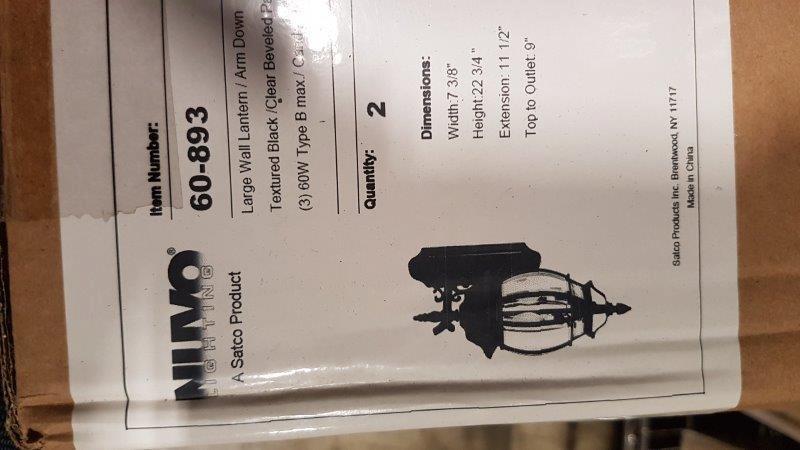 NUVO®
LIGHTING
A Satco Product
Item Number:
60-893
Large Wall Lantern / Arm Down
Textured Black /Clear Beveled
(3) 60W Type B max./
Quantity: 2
Dimensions:
Width:7 3/8"
Height:22 3/4 "
Extension: 11 1/2"
Top to Outlet: 9"
Satco Products Inc. Brentwood, NY 11717
Made in China